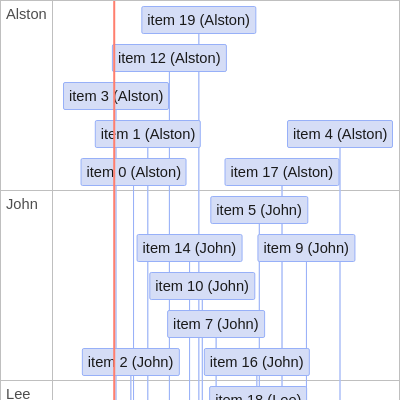 Alston
item 19 (Alston)
item 12 (Alston)
item 3 (Alston)
item 1 (Alston)
item 4 (Alston)
item 0 (Alston)
item 17 (Alston)
John
item 5 (John)
item 14 (John)
item 9 (John)
item 10 (John)
item 7 (John)
item 2 (John)
item 16 (John)
Lee
item 18 (Lee)